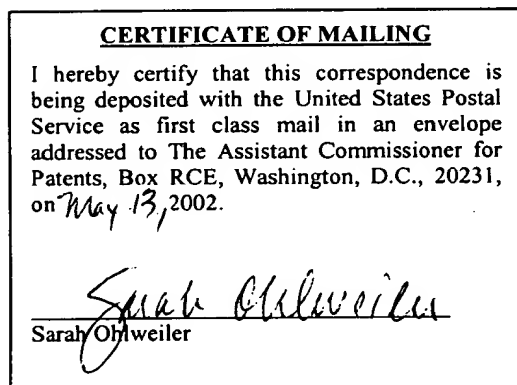 CERTIFICATE OF MAILING
I hereby certify that this correspondence is
being deposited with the United States Postal
Service as first class mail in an envelope
addressed to The Assistant Commissioner for
Patents, Box RCE, Washington, D.C., 20231,
on May 13, 2002.
Sarah Ohlweiler
Sarah Ohlweiler